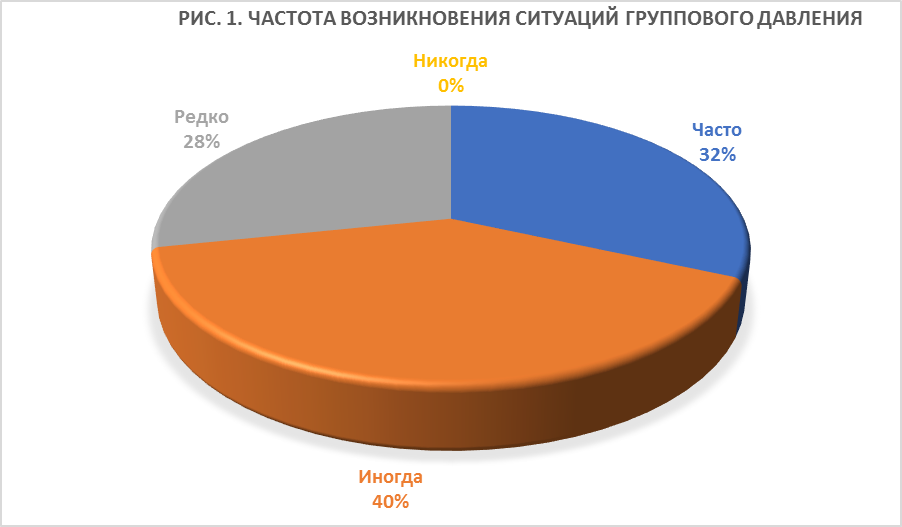 РИС. 1. ЧАСТОТА ВОЗНИКНОВЕНИЯ СИТУАЦИЙ ГРУППОВОГО ДАВЛЕНИЯ
Никогда
0%
Редко
28%
Часто
32%
Иногда
40%